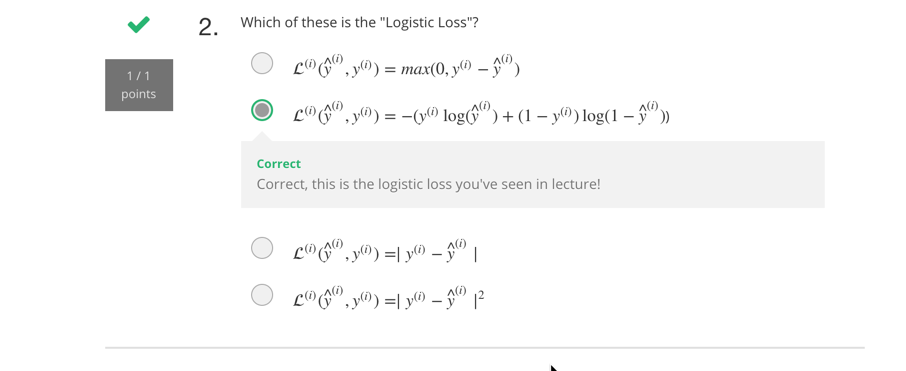 2. Which of these is the "Logistic Loss"?
1 / 1
points
ℒ⁽ⁱ⁾(ŷ⁽ⁱ⁾, y⁽ⁱ⁾) = max(0, y⁽ⁱ⁾ − ŷ⁽ⁱ⁾)
ℒ⁽ⁱ⁾(ŷ⁽ⁱ⁾, y⁽ⁱ⁾) = −(y⁽ⁱ⁾ log(ŷ⁽ⁱ⁾) + (1 − y⁽ⁱ⁾) log(1 − ŷ⁽ⁱ⁾))
Correct
Correct, this is the logistic loss you've seen in lecture!
ℒ⁽ⁱ⁾(ŷ⁽ⁱ⁾, y⁽ⁱ⁾) =| y⁽ⁱ⁾ − ŷ⁽ⁱ⁾ |
ℒ⁽ⁱ⁾(ŷ⁽ⁱ⁾, y⁽ⁱ⁾) =| y⁽ⁱ⁾ − ŷ⁽ⁱ⁾ |²